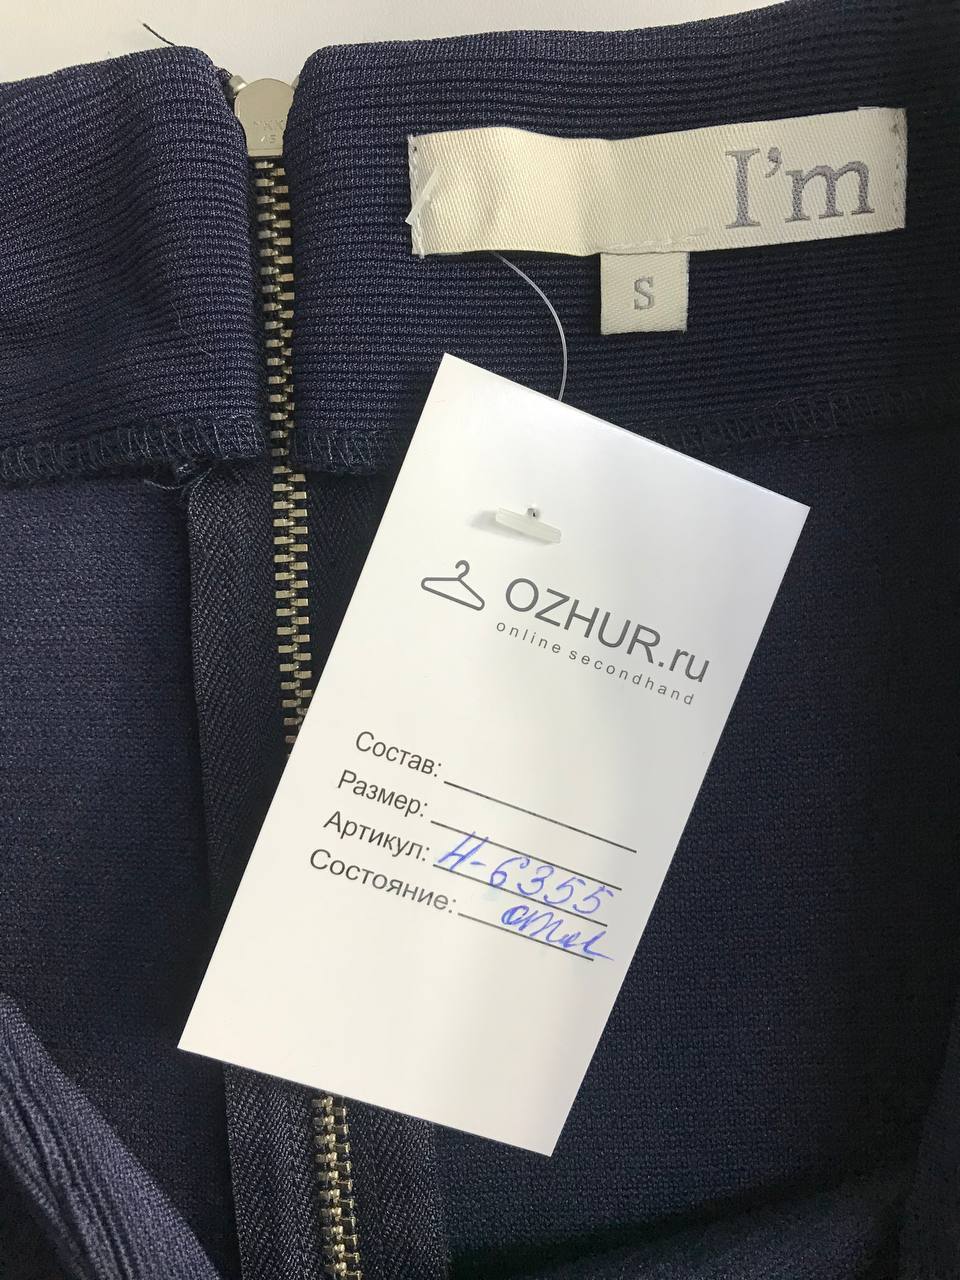 I'm
S
OZHUR.ru
online secondhand
Состав:
Размер:
Артикул: H-6355
Состояние: отл